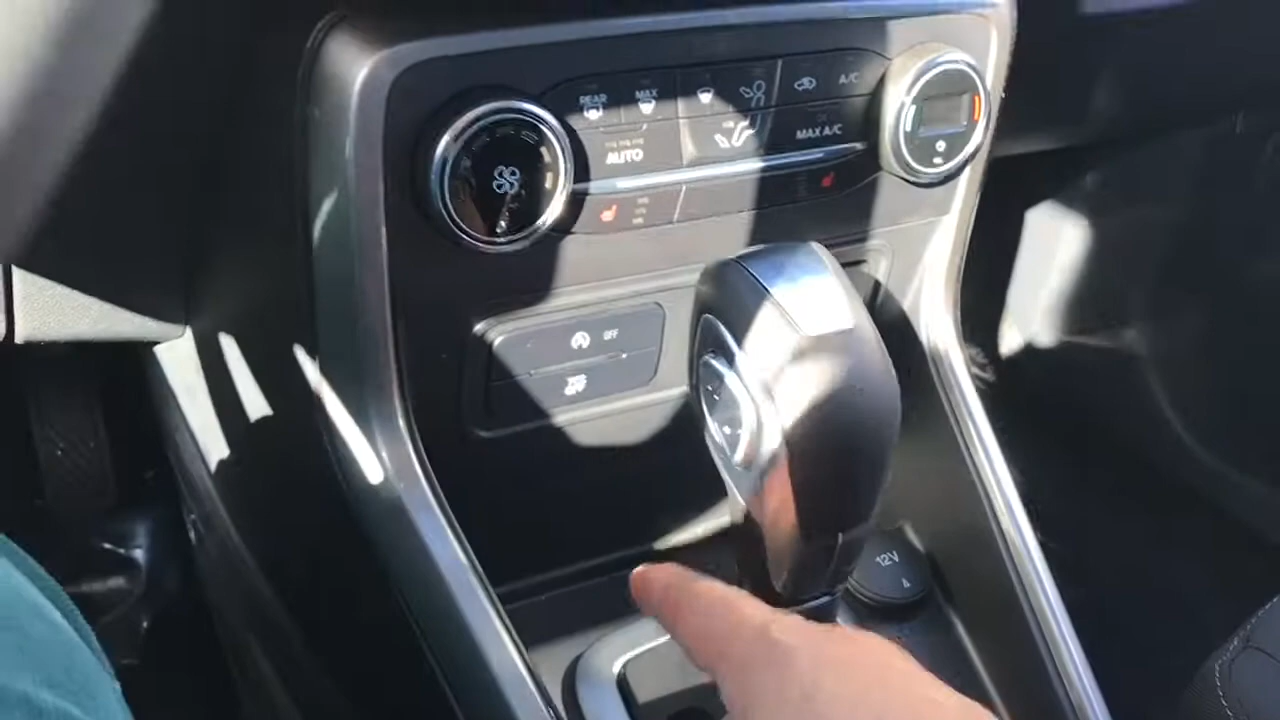 REAR
MAX
A/C
AUTO
MAX A/C
OFF
12V